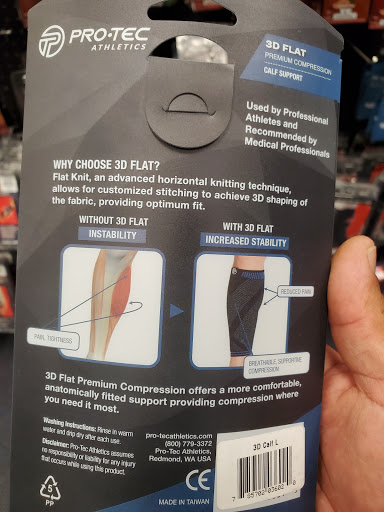 PRO·TEC
ATHLETICS
3D FLAT
PREMIUM COMPRESSION
CALF SUPPORT
Used by Professional
Athletes and
Recommended by
Medical Professionals
WHY CHOOSE 3D FLAT?
Flat Knit, an advanced horizontal knitting technique,
allows for customized stitching to achieve 3D shaping of
the fabric, providing optimum fit.
WITHOUT 3D FLAT
INSTABILITY
WITH 3D FLAT
INCREASED STABILITY
PAIN, TIGHTNESS
REDUCED PAIN
BREATHABLE, SUPPORTIVE
COMPRESSION
3D Flat Premium Compression offers a more comfortable,
anatomically fitted support providing compression where
you need it most.
Washing Instructions: Rinse in warm
water and drip dry after each use.
Disclaimer: Pro-Tec Athletics assumes
no responsibility or liability for any injury
that occurs while using this product.
pro-tecathletics.com
(800) 779-3372
Pro-Tec Athletics,
Redmond, WA USA
CE
MADE IN TAIWAN
5
PP
3D Calf L